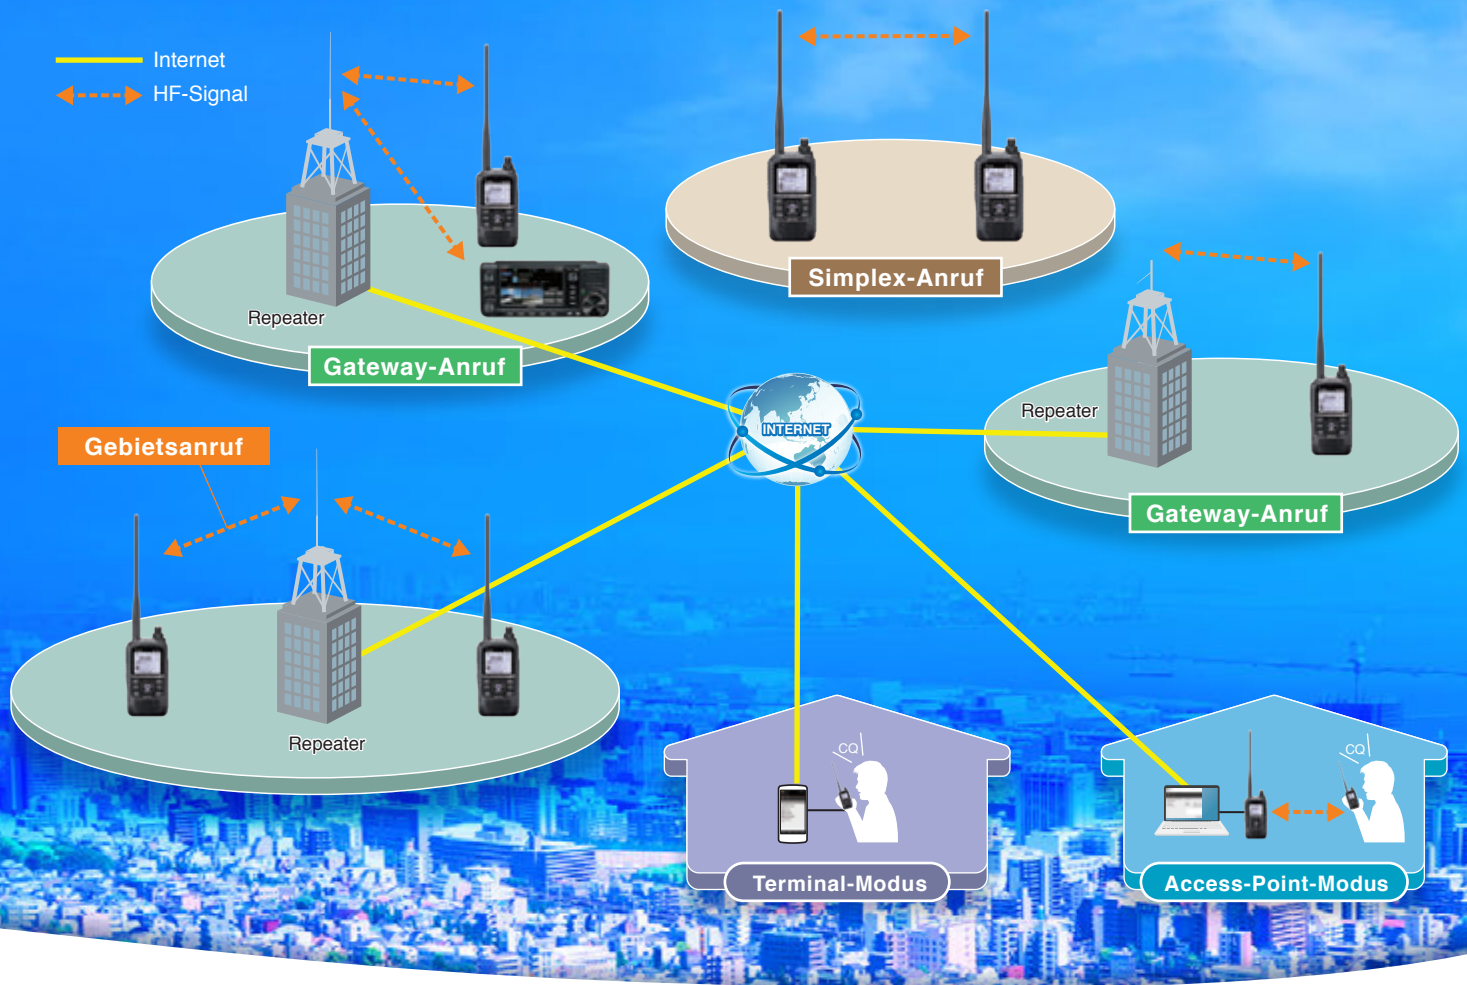 Internet
HF-Signal
Repeater
Gateway-Anruf
Simplex-Anruf
Repeater
Gateway-Anruf
INTERNET
Gebietsanruf
Repeater
CQ
Terminal-Modus
CQ
Access-Point-Modus